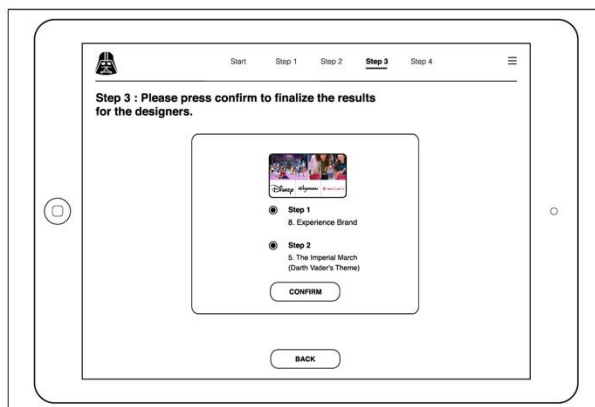 Start Step 1 Step 2 Step 3 Step 4
Step 3 : Please press confirm to finalize the results
for the designers.
Disney
Step 1
8. Experience Brand
Step 2
5. The Imperial March
(Darth Vader's Theme)
CONFIRM
BACK